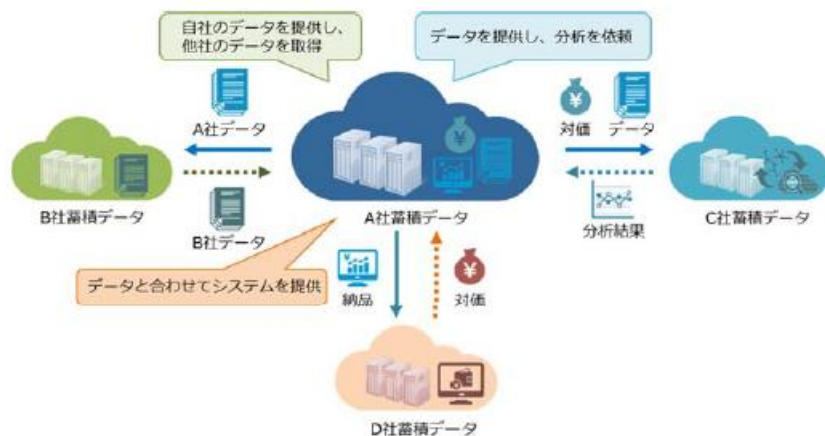 自社のデータを提供し、
他社のデータを取得
データを提供し、分析を依頼
A社データ
対価
データ
B社蓄積データ
A社蓄積データ
C社蓄積データ
B社データ
分析結果
データと合わせてシステムを提供
納品
対価
D社蓄積データ